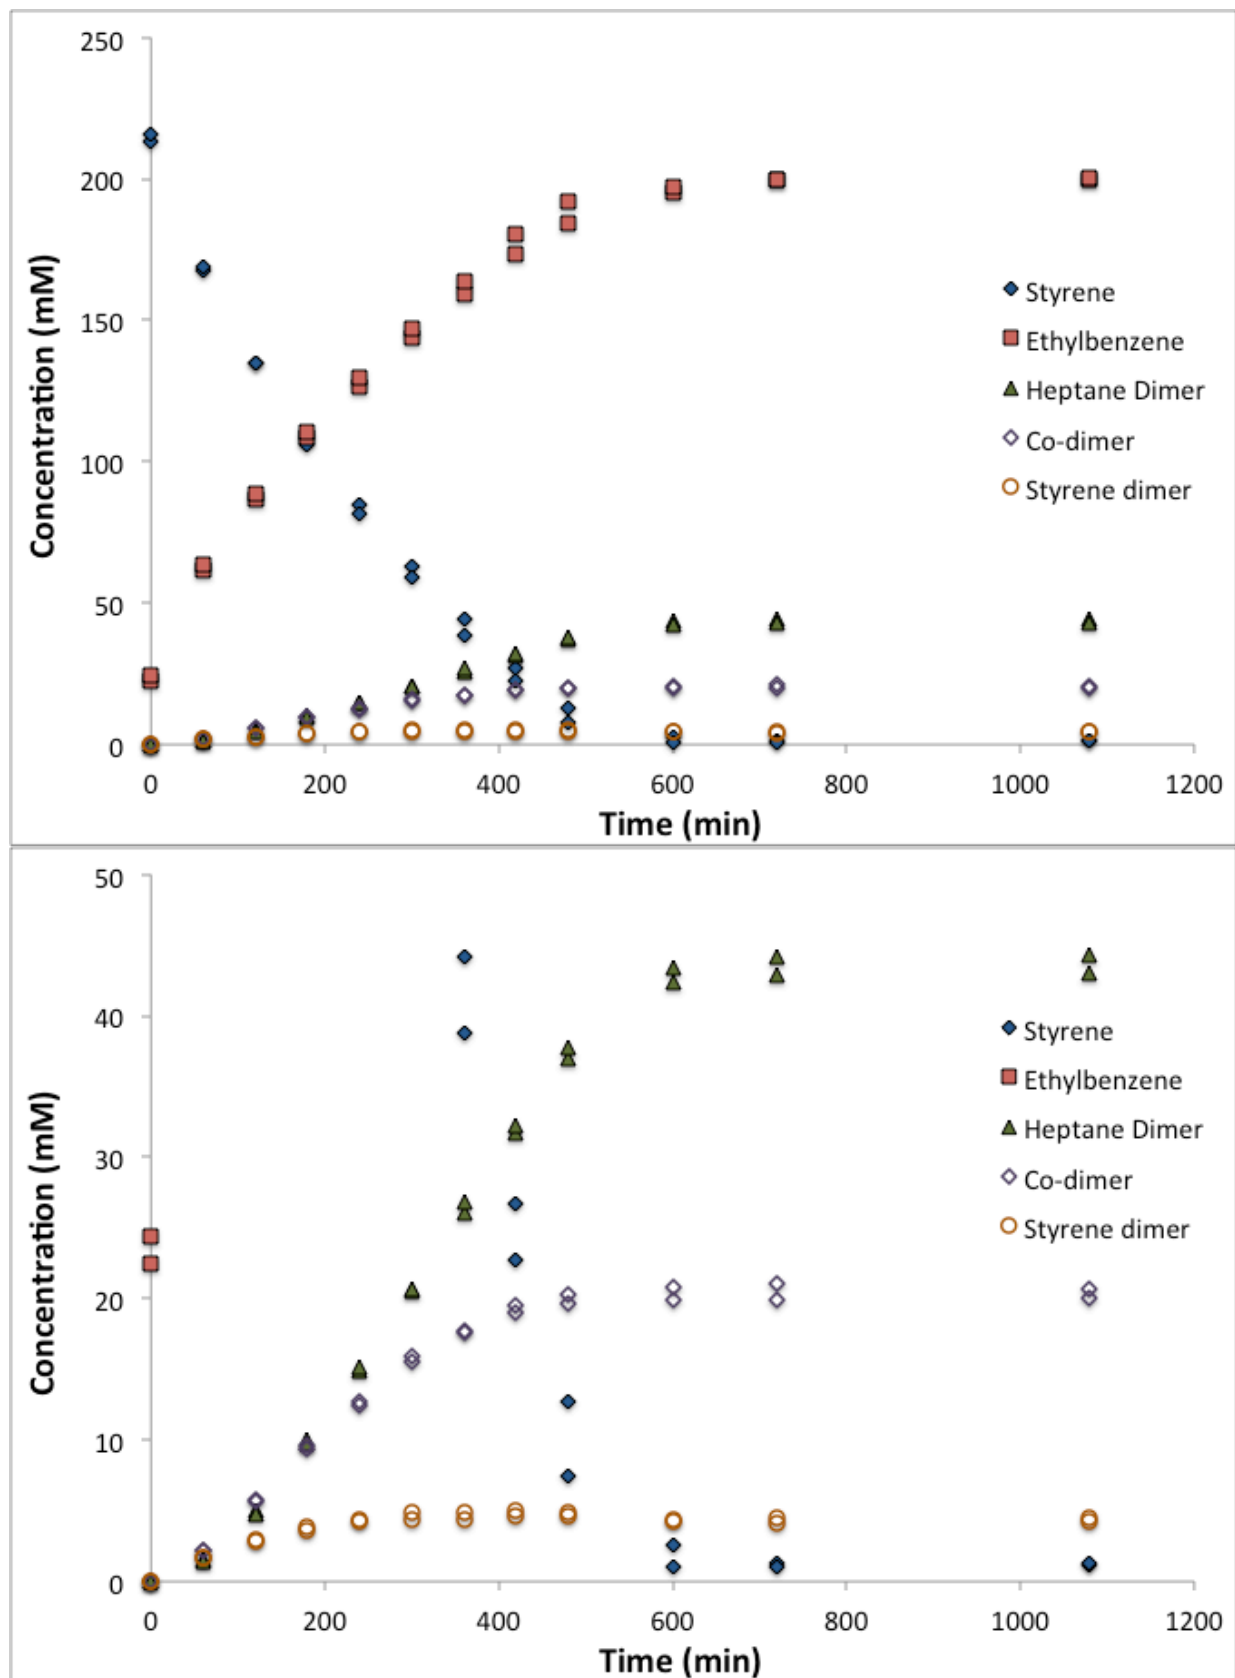 250
200
150
100
50
0
Concentration (mM)
Styrene
Ethylbenzene
Heptane Dimer
Co-dimer
Styrene dimer
0 200 400 600 800 1000 1200
Time (min)
50
40
30
20
10
0
Concentration (mM)
Styrene
Ethylbenzene
Heptane Dimer
Co-dimer
Styrene dimer
0 200 400 600 800 1000 1200
Time (min)